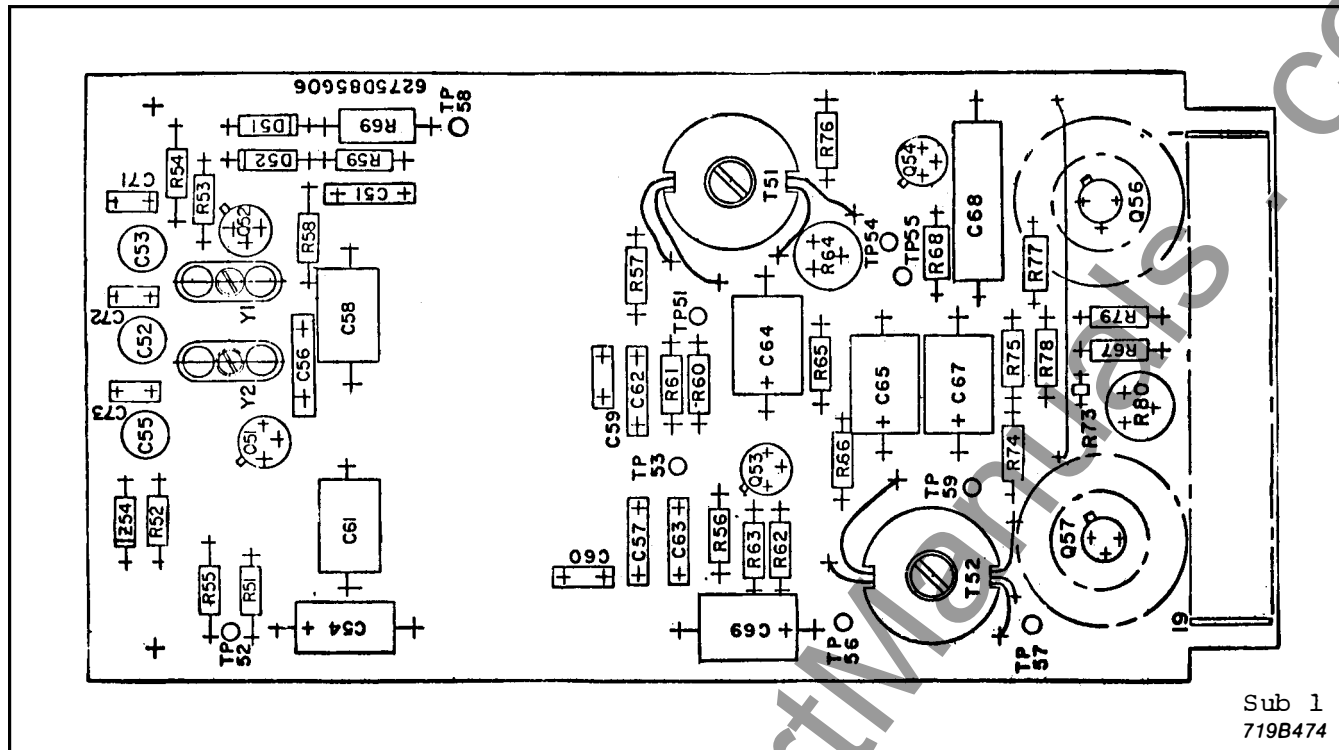 6275D85G06
TP
58
D51
R69
D52
R59
C51
R54
R53
C71
Q52
R58
C53
Y1
C72
C52
C58
C56
Y2
C73
C55
Q51
Z54
R52
C61
R55
R51
TP
52
C54
T51
R76
Q54
C68
Q56
R64
TP54
TP55
R68
R77
R57
TP51
C64
R65
C65
C67
R75
R78
R79
R67
R73
R80
C59
C62
R61
R60
TP
53
Q53
R66
R74
TP
59
C57
C63
R56
R63
R62
C60
C69
T52
Q57
TP
56
TP
57
19
Sub 1
719B474
tManuals.co